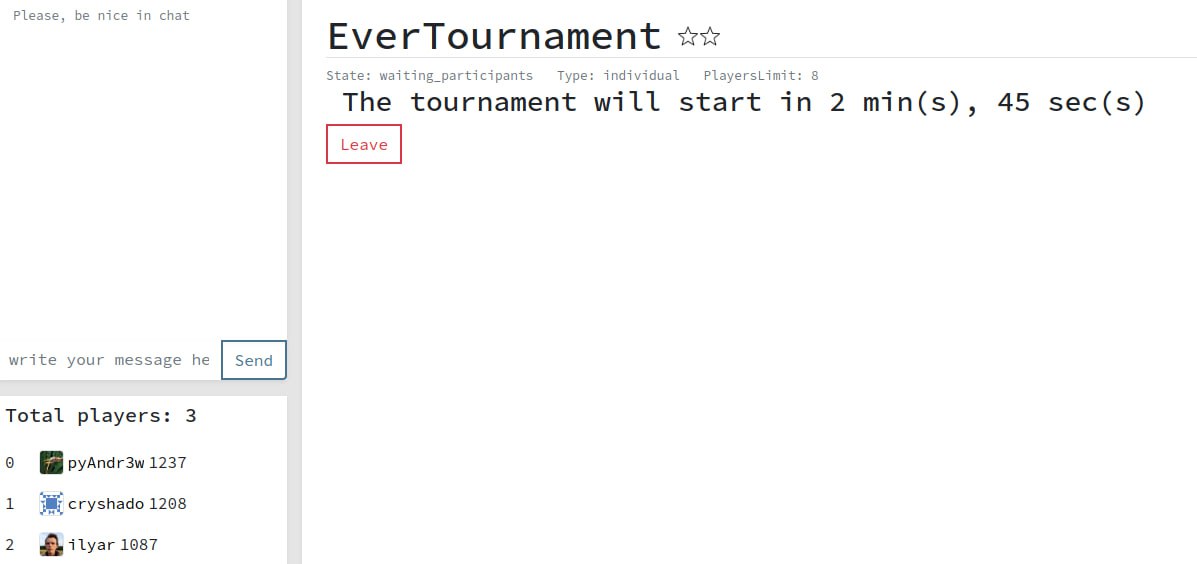 Please, be nice in chat
write your message he
Send
Total players: 3
0 pyAndr3w 1237
1 cryshado 1208
2 ilyar 1087
EverTournament ☆☆
State: waiting_participants Type: individual PlayersLimit: 8
The tournament will start in 2 min(s), 45 sec(s)
Leave